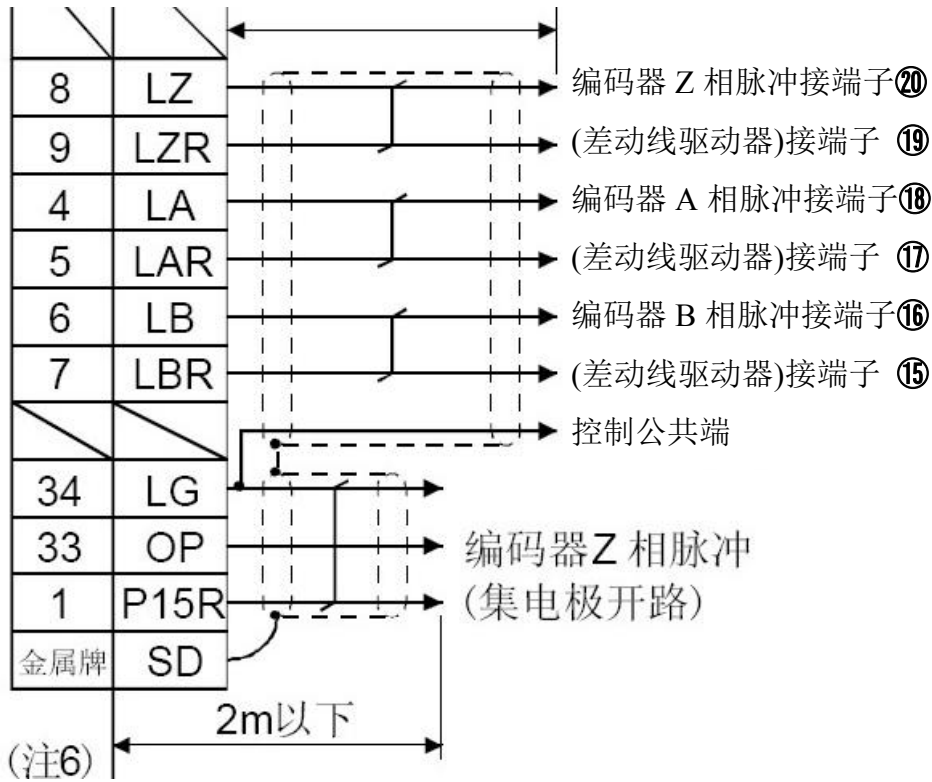 8 LZ 编码器 Z 相脉冲接端子⑳
9 LZR (差动线驱动器)接端子 ⑲
4 LA 编码器 A 相脉冲接端子⑱
5 LAR (差动线驱动器)接端子 ⑰
6 LB 编码器 B 相脉冲接端子⑯
7 LBR (差动线驱动器)接端子 ⑮
控制公共端
34 LG
33 OP 编码器Z 相脉冲
1 P15R (集电极开路)
金属牌 SD
2m以下
(注6)